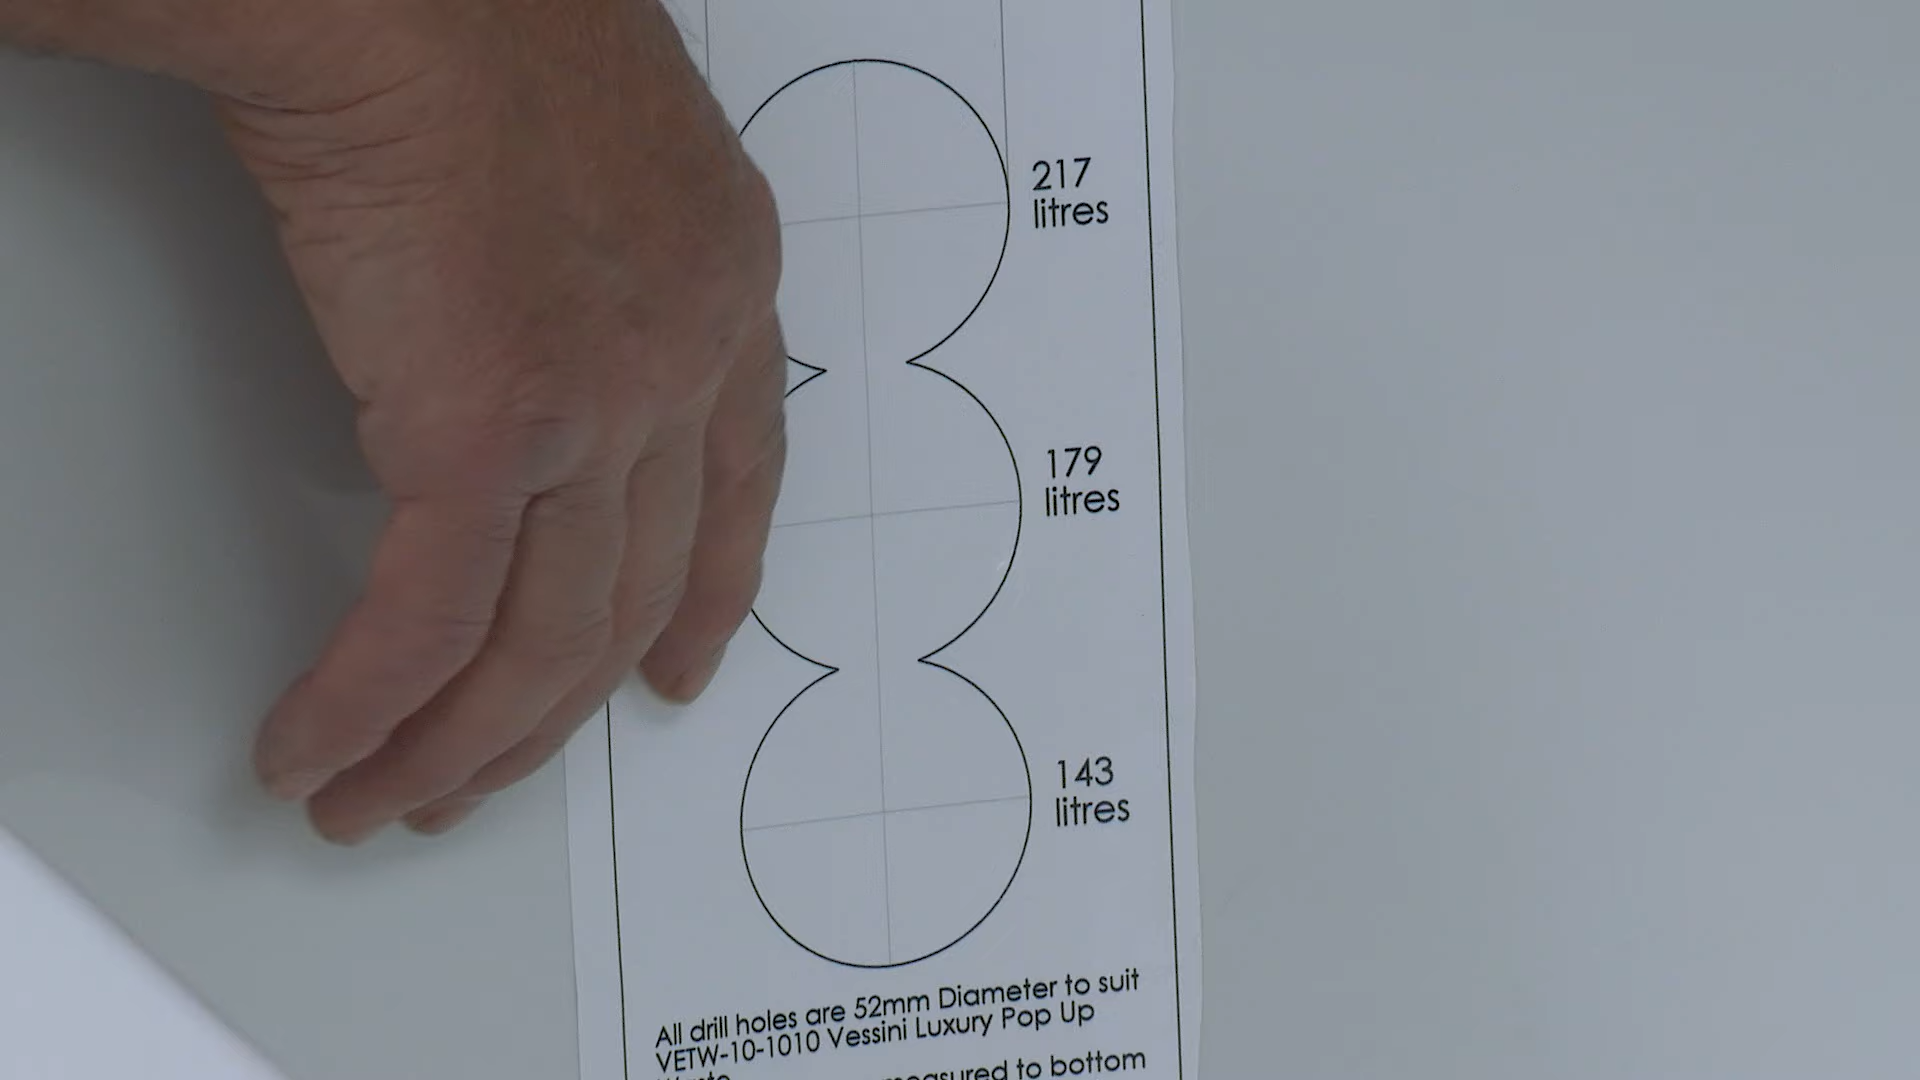 217
litres
179
litres
143
litres
All drill holes are 52mm Diameter to suit
VETW-10-1010 Vessini Luxury Pop Up
to bottom